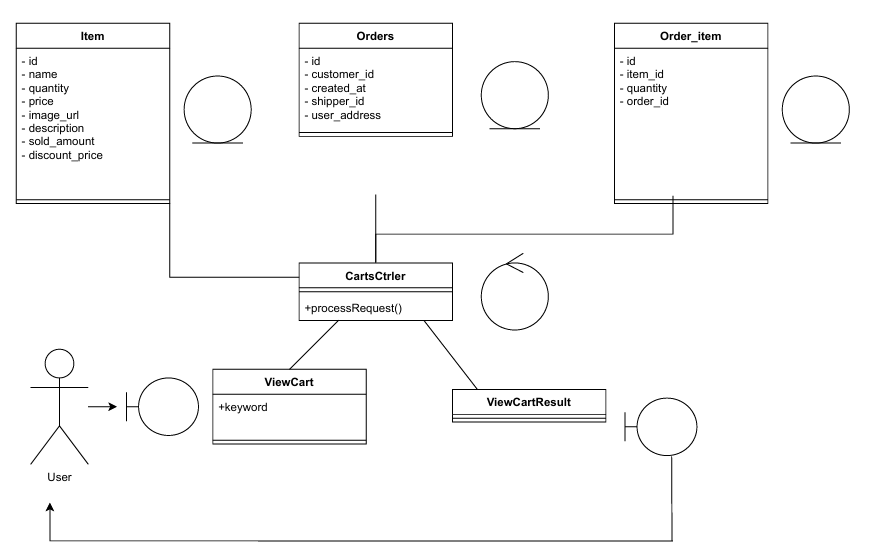 Item
- id
- name
- quantity
- price
- image_url
- description
- sold_amount
- discount_price
Orders
- id
- customer_id
- created_at
- shipper_id
- user_address
Order_item
- id
- item_id
- quantity
- order_id
CartsCtrler
+processRequest()
ViewCart
+keyword
ViewCartResult
User